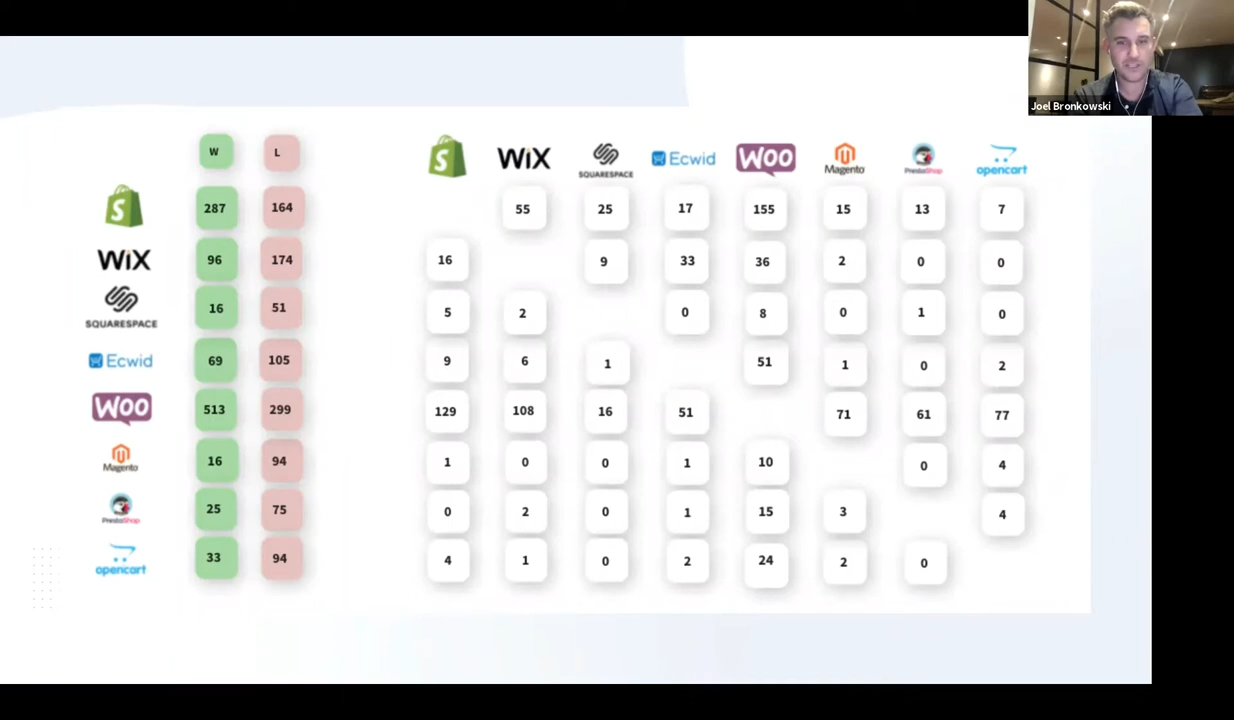 Joel Bronkowski
W L
WiX SQUARESPACE Ecwid WOO Magento PrestaShop opencart
287 164 55 25 17 155 15 13 7
WiX 96 174 16 9 33 36 2 0 0
SQUARESPACE 16 51 5 2 0 8 0 1 0
Ecwid 69 105 9 6 1 51 1 0 2
WOO 513 299 129 108 16 51 71 61 77
Magento 16 94 1 0 0 1 10 0 4
PrestaShop 25 75 0 2 0 1 15 3 4
opencart 33 94 4 1 0 2 24 2 0